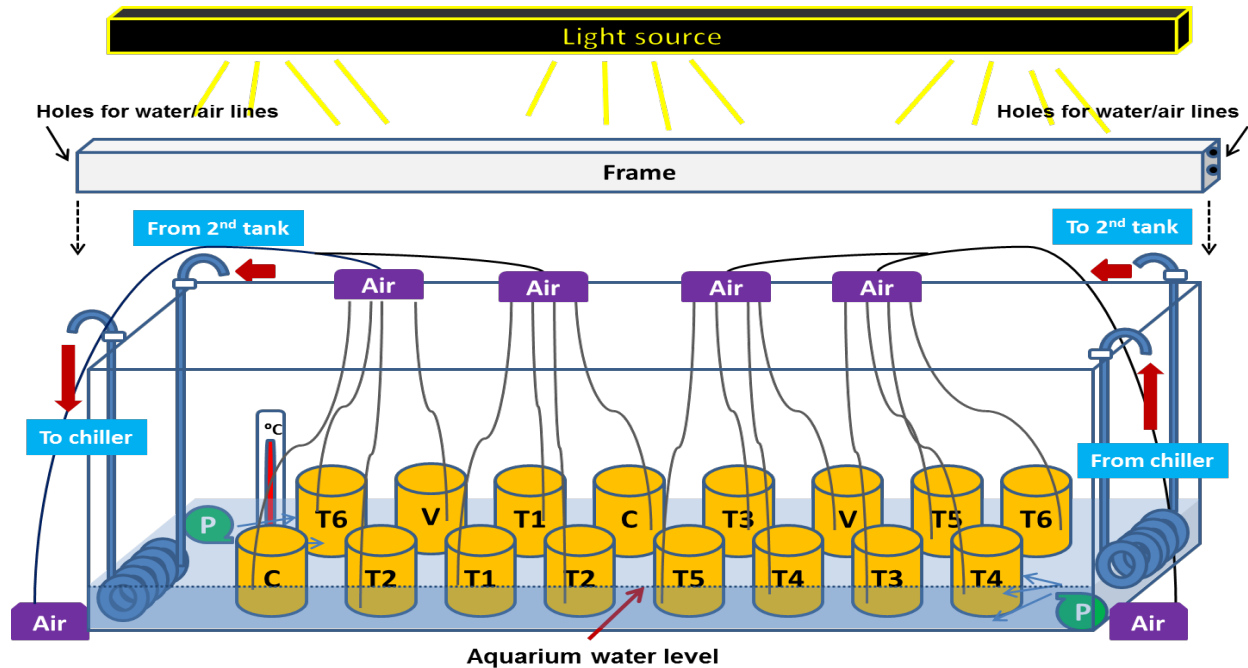 Light source
Holes for water/air lines
Holes for water/air lines
Frame
From 2nd tank
To 2nd tank
Air
Air
Air
Air
To chiller
ºC
From chiller
T6
V
T1
C
T3
V
T5
T6
P
C
T2
T1
T2
T5
T4
T3
T4
P
Air
Air
Aquarium water level